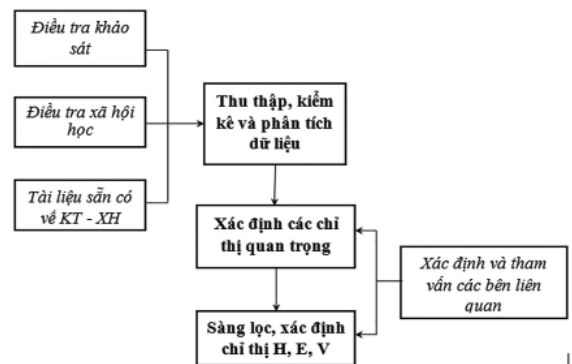 Điều tra khảo
sát
Điều tra xã hội
học
Tài liệu sẵn có
về KT - XH
Thu thập, kiểm
kê và phân tích
dữ liệu
Xác định các chỉ
thị quan trọng
Xác định và tham
vấn các bên liên
quan
Sàng lọc, xác định
chỉ thị H, E, V